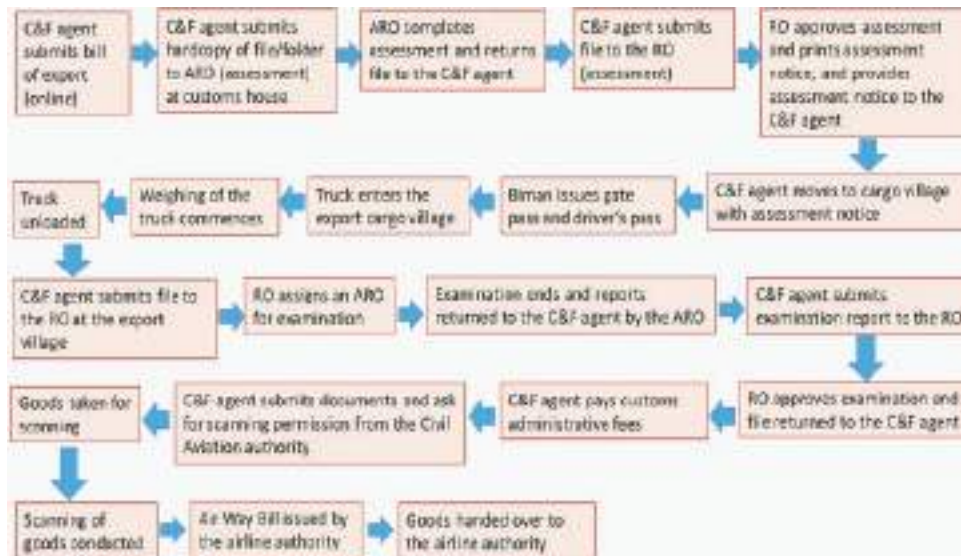 C&F agent
submits bill
of export
(online)
C&F agent submits
hardcopy of file/folder
to ARO (assessment)
at customs house
ARO completes
assessment and returns
file to the C&F agent
C&F agent submits
file to the RO
(assessment)
RO approves assessment
and prints assessment
notice, and provides
assessment notice to the
C&F agent
C&F agent moves to cargo village
with assessment notice
Biman issues gate
pass and driver's pass
Truck enters the
export cargo village
Weighing of the
truck commences
Truck
unloaded
C&F agent submits file to
the RO at the export
village
RO assigns an ARO
for examination
Examination ends and reports
returned to the C&F agent by the ARO
C&F agent submits
examination report to the RO
RO approves examination and
file returned to the C&F agent
C&F agent pays customs
administrative fees
C&F agent submit documents and ask
for scanning permission from the Civil
Aviation authority
Goods taken for
scanning
Scanning of
goods conducted
Air Way Bill issued by
the airline authority
Goods handed over to
the airline authority